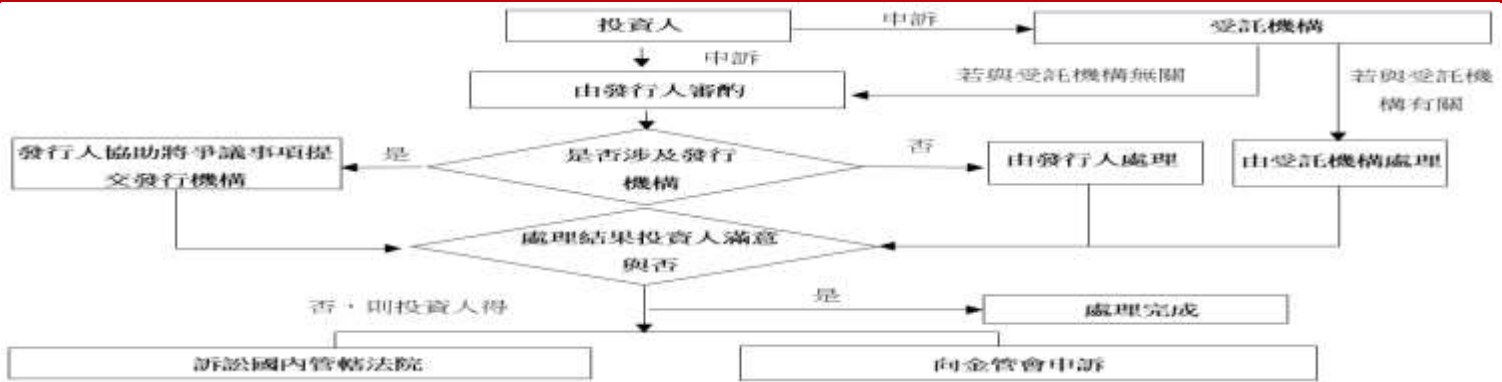 投資人
申訴
受託機構
申訴
由發行人審酌
若與受託機構無關
若與受託機
構有關
發行人協助將爭議事項提
交發行機構
是
是否涉及發行
機構
否
由發行人處理
由受託機構處理
處理結果投資人滿意
與否
否,則投資人得
是
處理完成
訴訟國內管轄法院
向金管會申訴